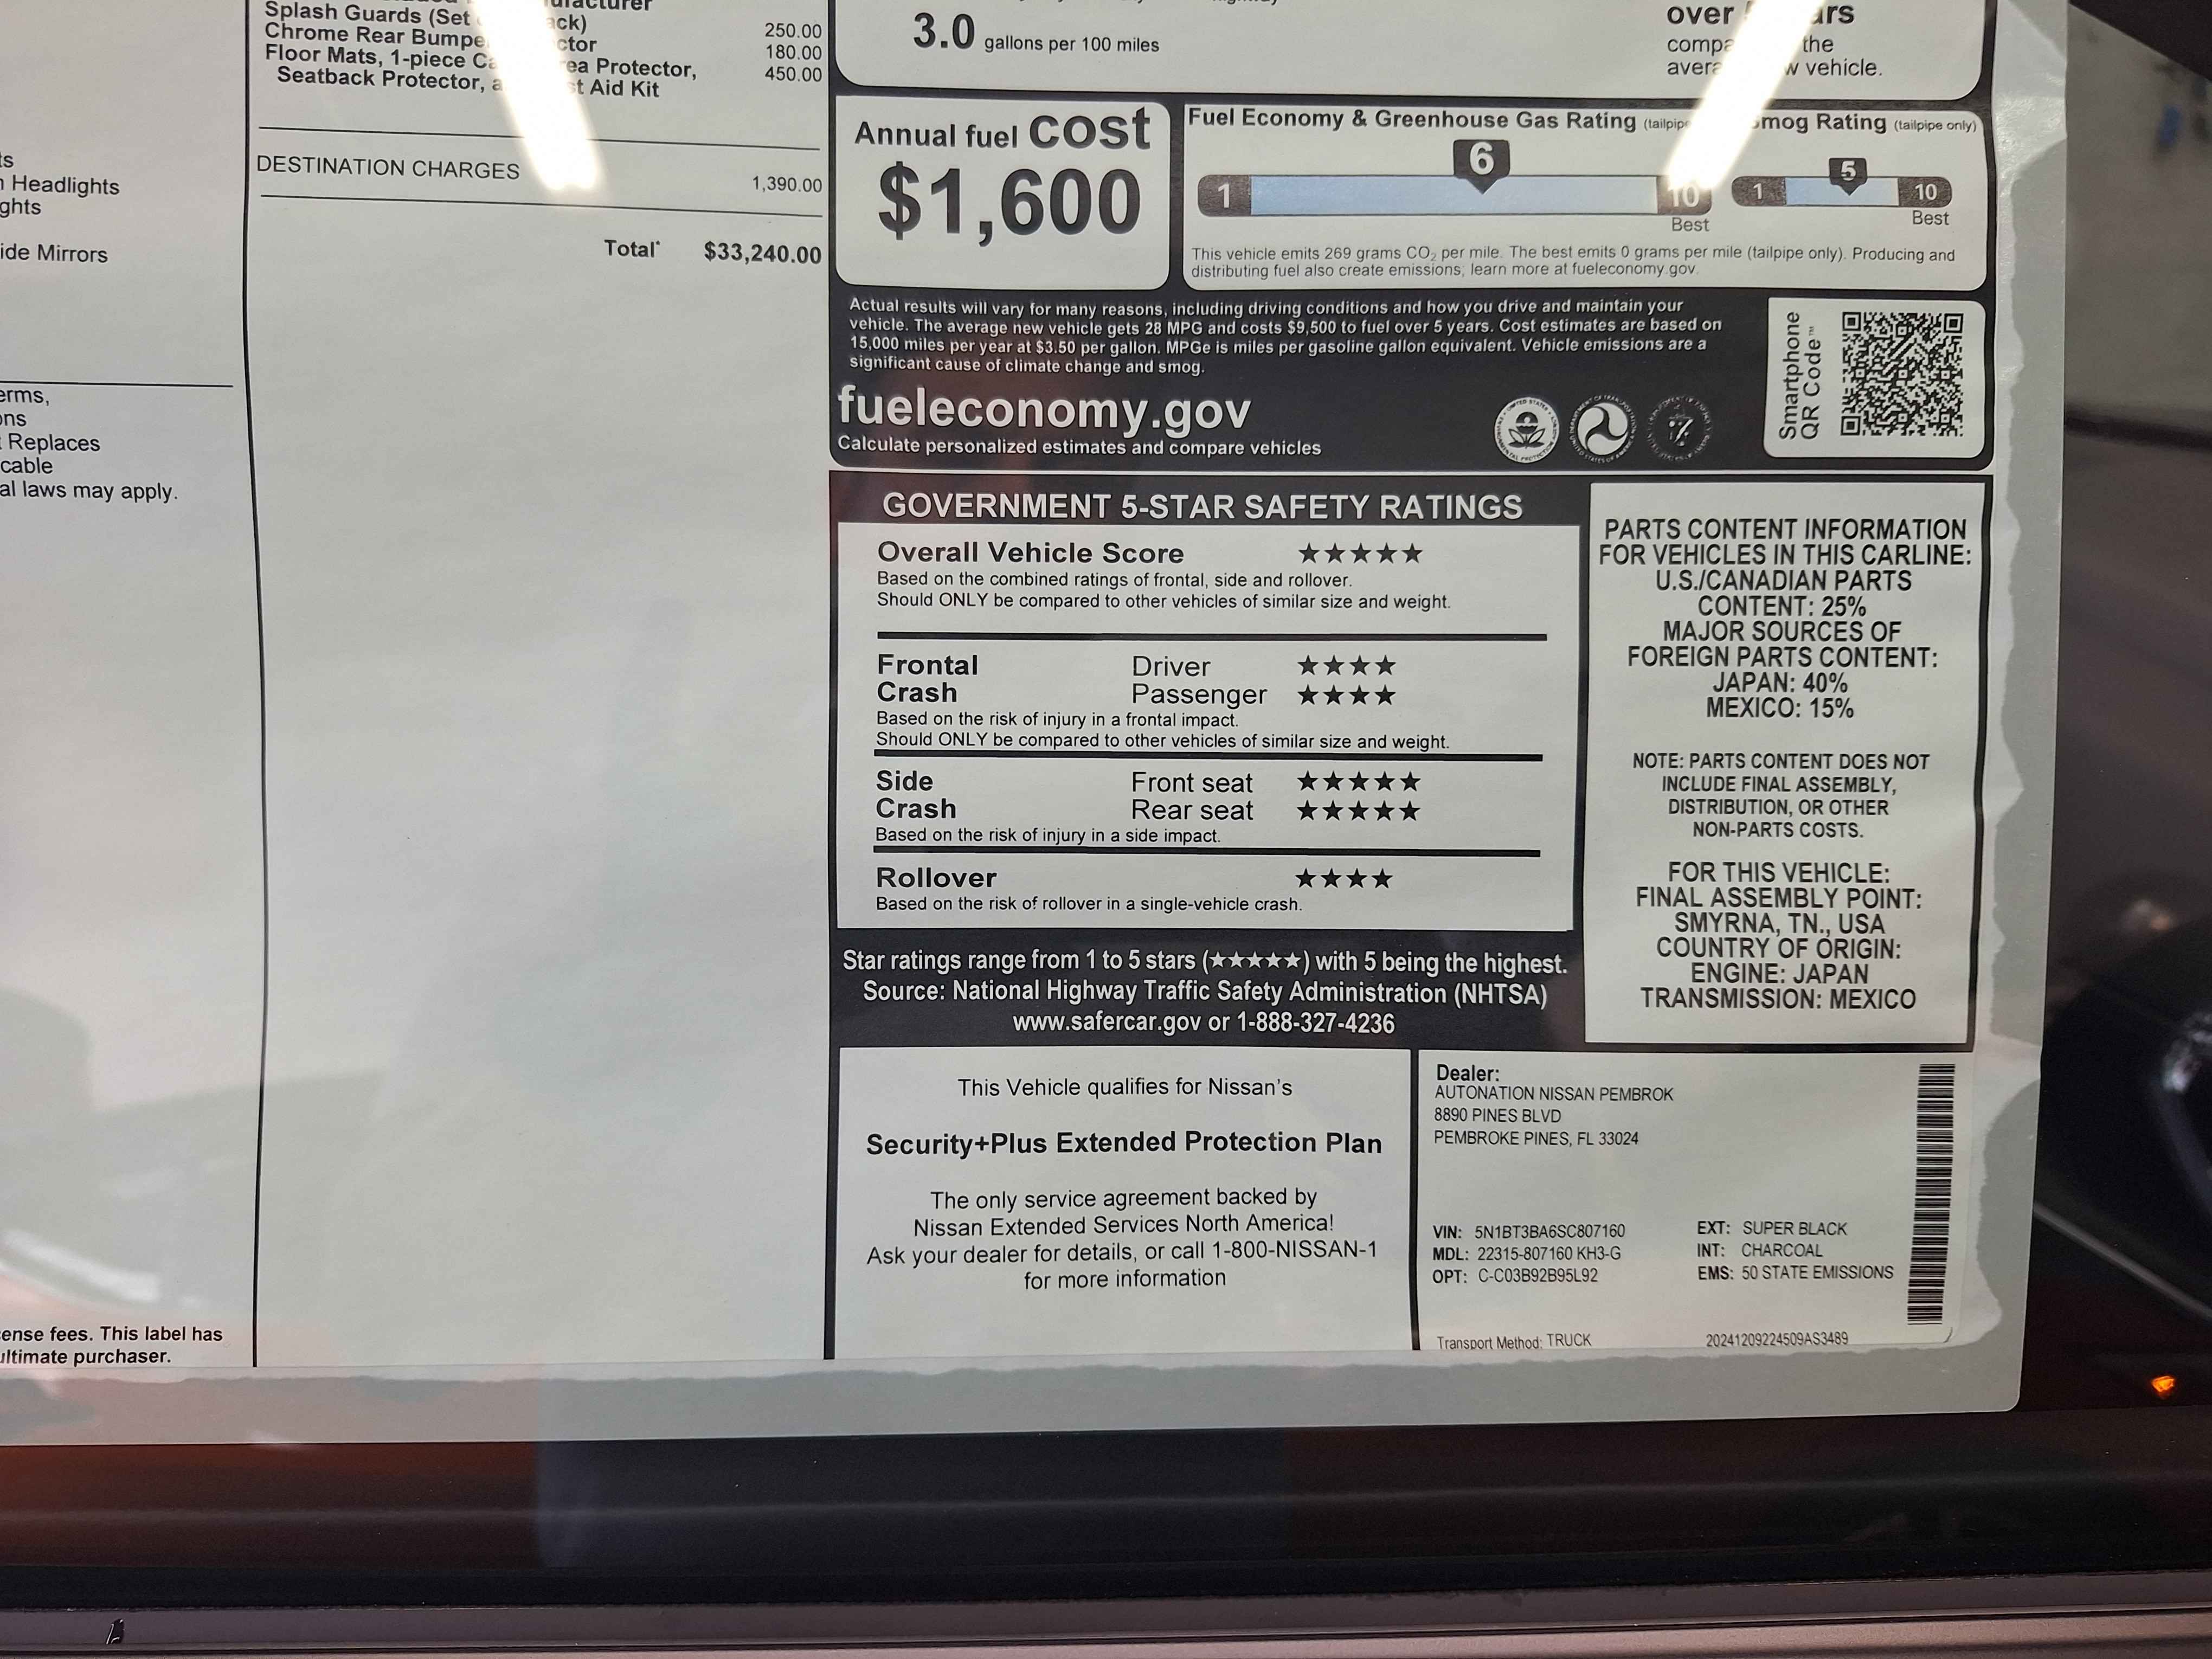 Splash Guards (Set ack) 250.00
Chrome Rear Bumpe ctor 180.00
Floor Mats, 1-piece Ca ea Protector, 450.00
Seatback Protector, a t Aid Kit
DESTINATION CHARGES 1,390.00
Total* $33,240.00
ts
n Headlights
ghts
ide Mirrors
erms,
ons
t Replaces
cable
al laws may apply.
ense fees. This label has
ultimate purchaser.
3.0 gallons per 100 miles
over rs
compa the
avera w vehicle.
Annual fuel cost
$1,600
Fuel Economy & Greenhouse Gas Rating (tailpipe
mog Rating (tailpipe only)
6
1 10
Best
5
1 10
Best
This vehicle emits 269 grams CO₂ per mile. The best emits 0 grams per mile (tailpipe only). Producing and
distributing fuel also create emissions; learn more at fueleconomy.gov.
Actual results will vary for many reasons, including driving conditions and how you drive and maintain your
vehicle. The average new vehicle gets 28 MPG and costs $9,500 to fuel over 5 years. Cost estimates are based on
15,000 miles per year at $3.50 per gallon. MPGe is miles per gasoline gallon equivalent. Vehicle emissions are a
significant cause of climate change and smog.
fueleconomy.gov
Calculate personalized estimates and compare vehicles
Smartphone
QR Code™
GOVERNMENT 5-STAR SAFETY RATINGS
Overall Vehicle Score ★★★★★
Based on the combined ratings of frontal, side and rollover.
Should ONLY be compared to other vehicles of similar size and weight.
Frontal Driver ★★★★
Crash Passenger ★★★★
Based on the risk of injury in a frontal impact.
Should ONLY be compared to other vehicles of similar size and weight.
Side Front seat ★★★★★
Crash Rear seat ★★★★★
Based on the risk of injury in a side impact.
Rollover ★★★★
Based on the risk of rollover in a single-vehicle crash.
Star ratings range from 1 to 5 stars (★★★★★) with 5 being the highest.
Source: National Highway Traffic Safety Administration (NHTSA)
www.safercar.gov or 1-888-327-4236
PARTS CONTENT INFORMATION
FOR VEHICLES IN THIS CARLINE:
U.S./CANADIAN PARTS
CONTENT: 25%
MAJOR SOURCES OF
FOREIGN PARTS CONTENT:
JAPAN: 40%
MEXICO: 15%
NOTE: PARTS CONTENT DOES NOT
INCLUDE FINAL ASSEMBLY,
DISTRIBUTION, OR OTHER
NON-PARTS COSTS.
FOR THIS VEHICLE:
FINAL ASSEMBLY POINT:
SMYRNA, TN., USA
COUNTRY OF ORIGIN:
ENGINE: JAPAN
TRANSMISSION: MEXICO
This Vehicle qualifies for Nissan's
Security+Plus Extended Protection Plan
The only service agreement backed by
Nissan Extended Services North America!
Ask your dealer for details, or call 1-800-NISSAN-1
for more information
Dealer:
AUTONATION NISSAN PEMBROK
8890 PINES BLVD
PEMBROKE PINES, FL 33024
VIN: 5N1BT3BA6SC807160 EXT: SUPER BLACK
MDL: 22315-807160 KH3-G INT: CHARCOAL
OPT: C-C03B92B95L92 EMS: 50 STATE EMISSIONS
Transport Method: TRUCK 20241209224509AS3489